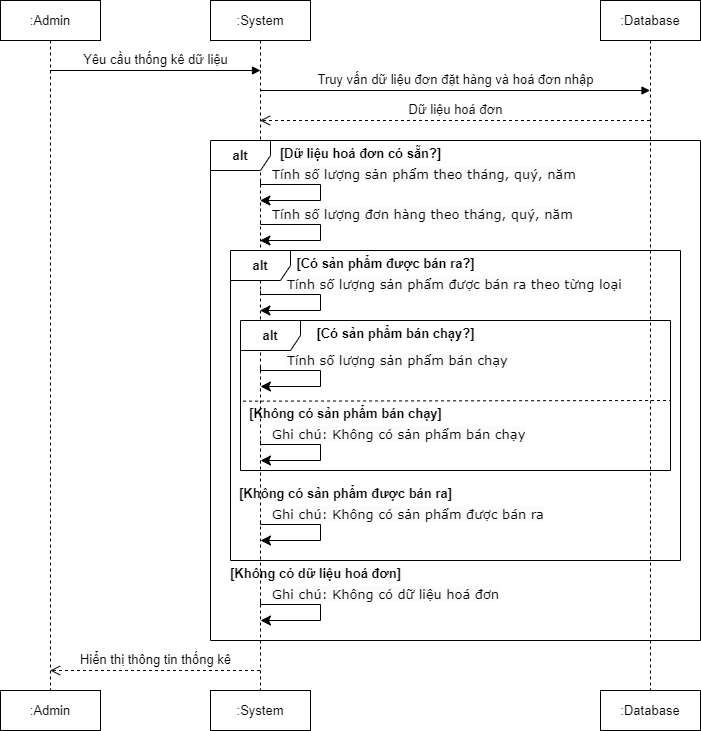 :Admin
:System
:Database
Yêu cầu thống kê dữ liệu
Truy vấn dữ liệu đơn đặt hàng và hoá đơn nhập
Dữ liệu hoá đơn
alt
[Dữ liệu hoá đơn có sẵn?]
Tính số lượng sản phẩm theo tháng, quý, năm
Tính số lượng đơn hàng theo tháng, quý, năm
alt
[Có sản phẩm được bán ra?]
Tính số lượng sản phẩm được bán ra theo từng loại
alt
[Có sản phẩm bán chạy?]
Tính số lượng sản phẩm bán chạy
[Không có sản phẩm bán chạy]
Ghi chú: Không có sản phẩm bán chạy
[Không có sản phẩm được bán ra]
Ghi chú: Không có sản phẩm được bán ra
[Không có dữ liệu hoá đơn]
Ghi chú: Không có dữ liệu hoá đơn
Hiển thị thông tin thống kê
:Admin
:System
:Database